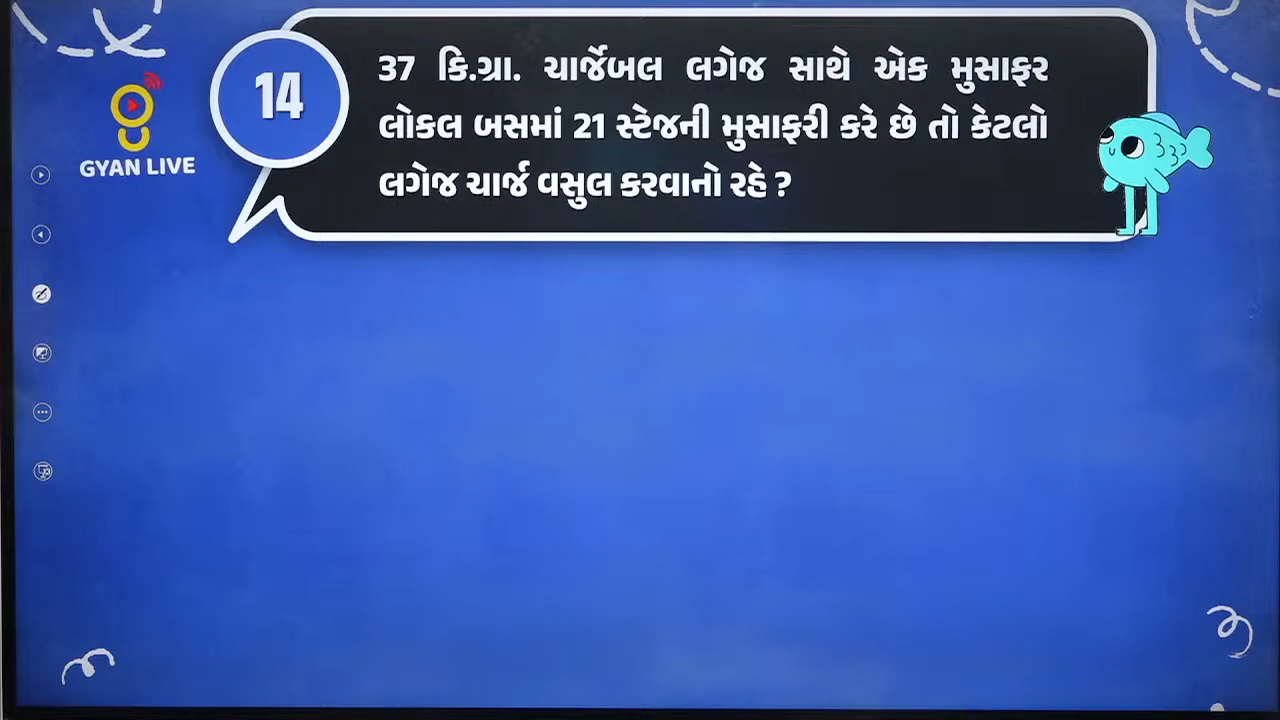 14
37 કિ.ગ્રા. ચાર્જેબલ લગેજ સાથે એક મુસાફર
લોકલ બસમાં 21 સ્ટેજની મુસાફરી કરે છે તો કેટલો
લગેજ ચાર્જ વસુલ કરવાનો રહે ?
GYAN LIVE